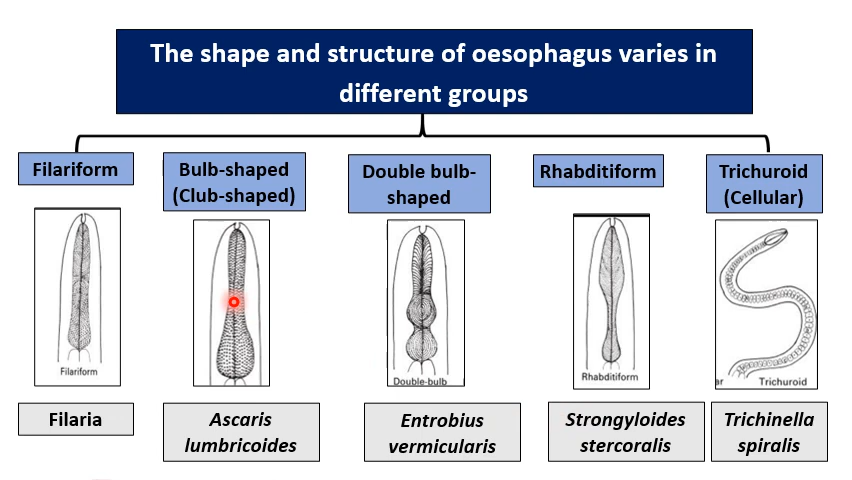 The shape and structure of oesophagus varies in
different groups
Filariform
Bulb-shaped
(Club-shaped)
Double bulb-
shaped
Rhabditiform
Trichuroid
(Cellular)
Filariform
Double-bulb
Rhabditiform
ar
Trichuroid
Filaria
Ascaris
lumbricoides
Entrobius
vermicularis
Strongyloides
stercoralis
Trichinella
spiralis